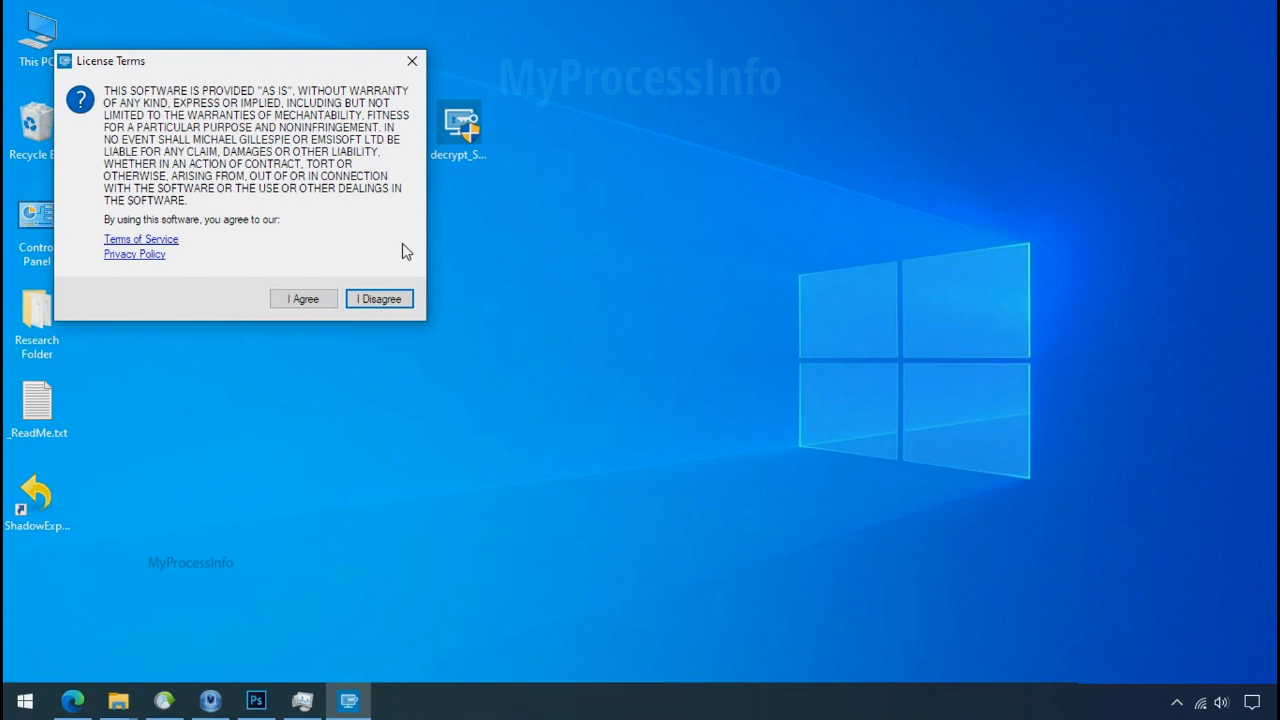 This PC
License Terms
THIS SOFTWARE IS PROVIDED "AS IS", WITHOUT WARRANTY
OF ANY KIND, EXPRESS OR IMPLIED, INCLUDING BUT NOT
LIMITED TO THE WARRANTIES OF MECHANTABILITY, FITNESS
FOR A PARTICULAR PURPOSE AND NONINFRINGEMENT. IN
NO EVENT SHALL MICHAEL GILLESPIE OR EMSISOFT LTD BE
LIABLE FOR ANY CLAIM, DAMAGES OR OTHER LIABILITY,
WHETHER IN AN ACTION OF CONTRACT, TORT OR
OTHERWISE, ARISING FROM, OUT OF OR IN CONNECTION
WITH THE SOFTWARE OR THE USE OR OTHER DEALINGS IN
THE SOFTWARE.
By using this software, you agree to our:
Terms of Service
Privacy Policy
I Agree
I Disagree
MyProcessInfo
decrypt_S...
Recycle B
Contro
Panel
Research
Folder
_ReadMe.txt
ShadowExp...
MyProcessInfo
Ps